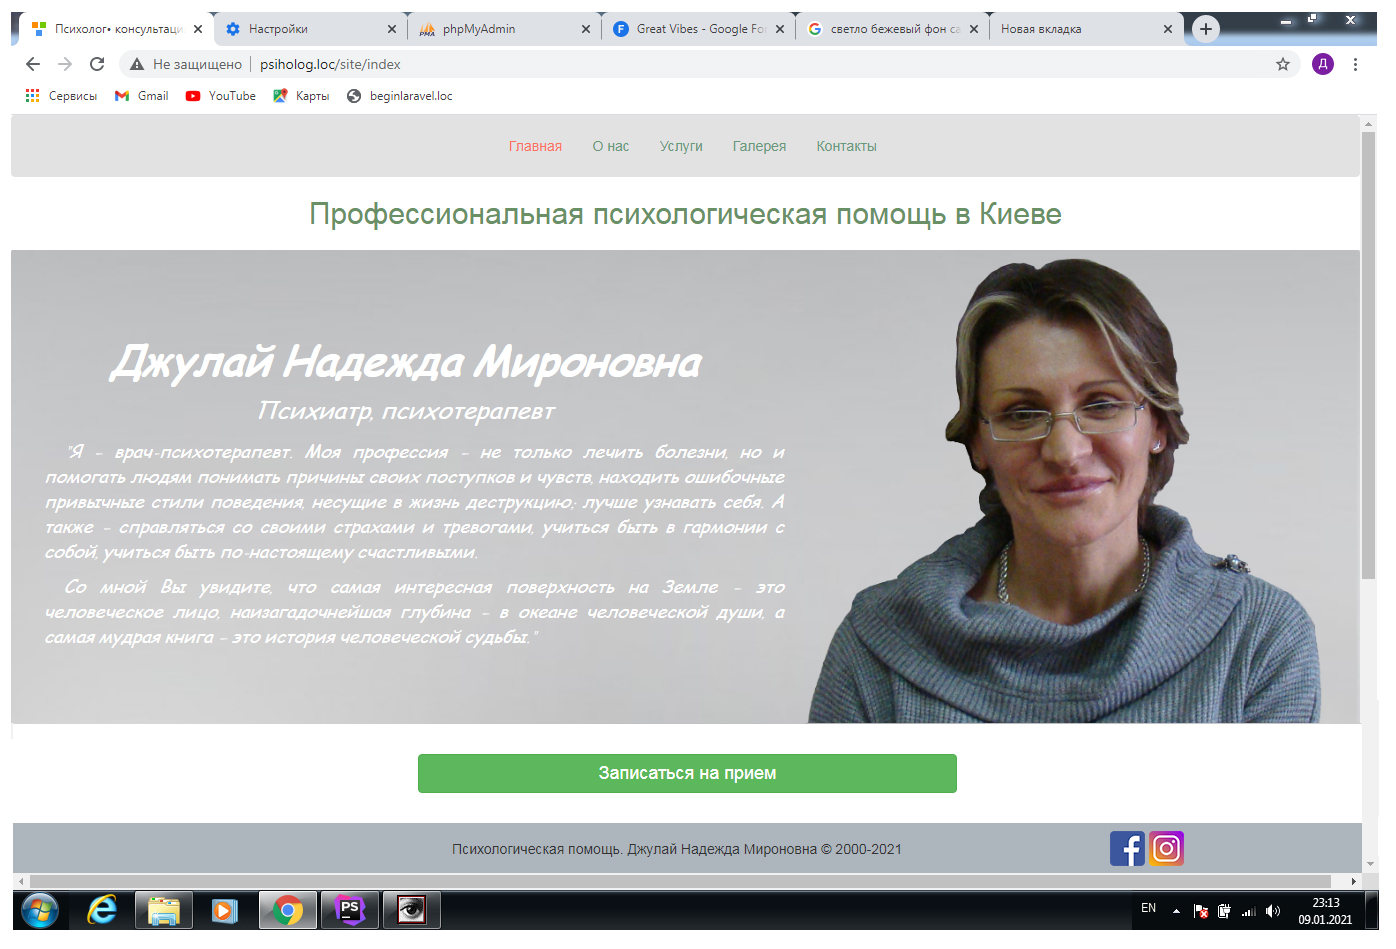 Психолог• консультаци
Настройки
phpMyAdmin
Great Vibes - Google Fo
светло бежевый фон са
Новая вкладка
Не защищено
psiholog.loc/site/index
Д
Сервисы
Gmail
YouTube
Карты
beginlaravel.loc
Главная
О нас
Услуги
Галерея
Контакты
Профессиональная психологическая помощь в Киеве
Джулай Надежда Мироновна
Психиатр, психотерапевт
"Я – врач-психотерапевт. Моя профессия – не только лечить болезни, но и
помогать людям понимать причины своих поступков и чувств, находить ошибочные
привычные стили поведения, несущие в жизнь деструкцию; лучше узнавать себя. А
также – справляться со своими страхами и тревогами, учиться быть в гармонии с
собой, учиться быть по-настоящему счастливыми.
Со мной Вы увидите, что самая интересная поверхность на Земле – это
человеческое лицо, наизагадочнейшая глубина – в океане человеческой души, а
самая мудрая книга – это история человеческой судьбы."
Записаться на прием
Психологическая помощь. Джулай Надежда Мироновна © 2000-2021
PMA
PS
EN
23:13
09.01.2021